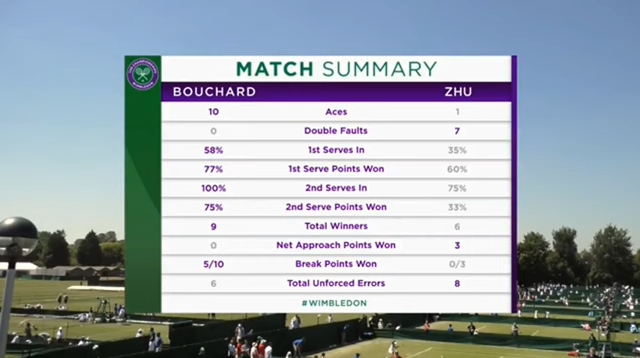 MATCH SUMMARY
BOUCHARD ZHU
10 Aces 1
0 Double Faults 7
58% 1st Serves In 35%
77% 1st Serve Points Won 60%
100% 2nd Serves In 75%
75% 2nd Serve Points Won 33%
9 Total Winners 6
0 Net Approach Points Won 3
5/10 Break Points Won 0/3
6 Total Unforced Errors 8
#WIMBLEDON